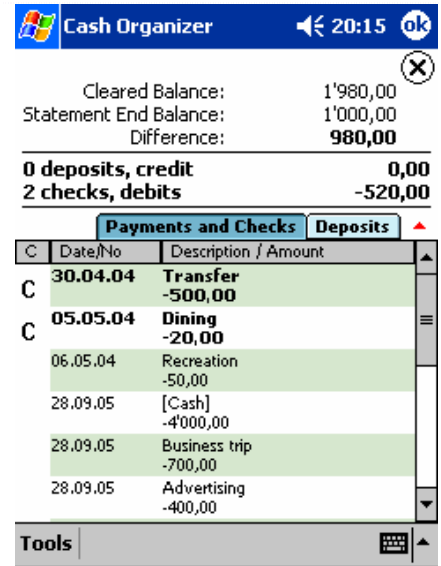 Cash Organizer 20:15 ok
Cleared Balance: 1'980,00
Statement End Balance: 1'000,00
Difference: 980,00
0 deposits, credit 0,00
2 checks, debits -520,00
Payments and Checks Deposits
C Date/No Description / Amount
C 30.04.04 Transfer
-500,00
C 05.05.04 Dining
-20,00
06.05.04 Recreation
-50,00
28.09.05 [Cash]
-4'000,00
28.09.05 Business trip
-700,00
28.09.05 Advertising
-400,00
Tools